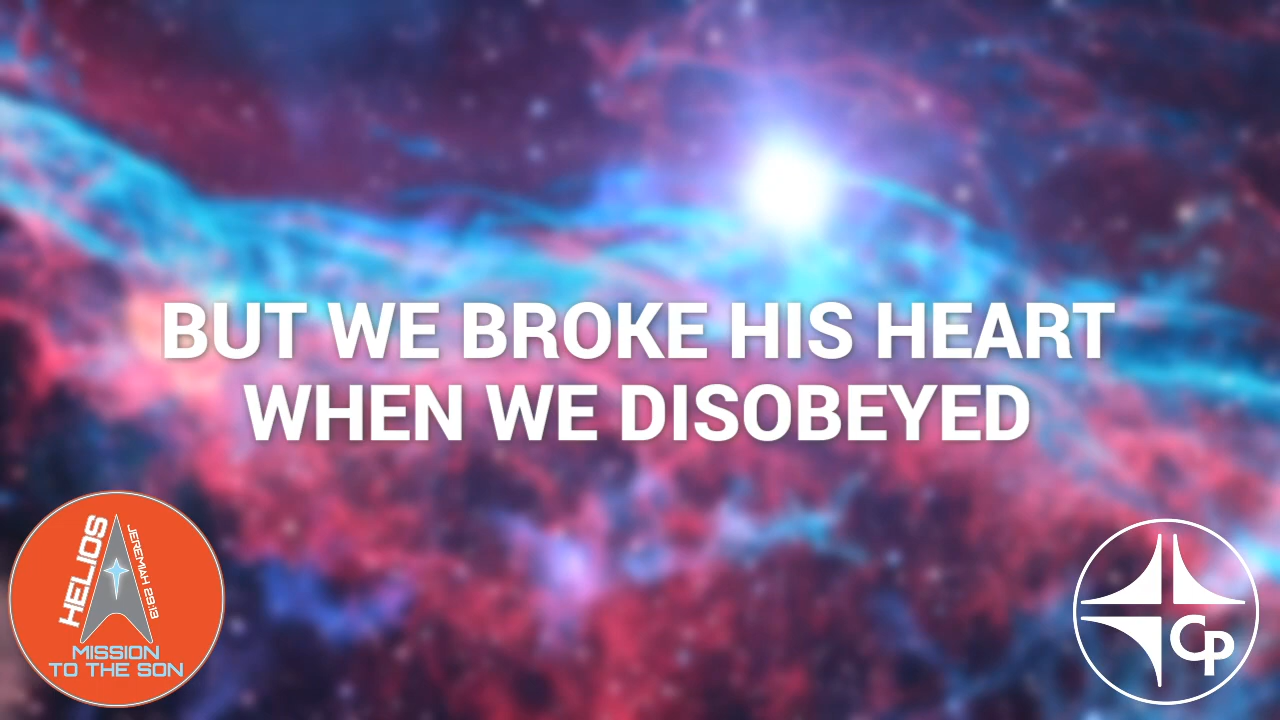 BUT WE BROKE HIS HEART
WHEN WE DISOBEYED
HELIOS
JEREMIAH 29:13
MISSION
TO THE SON
CP